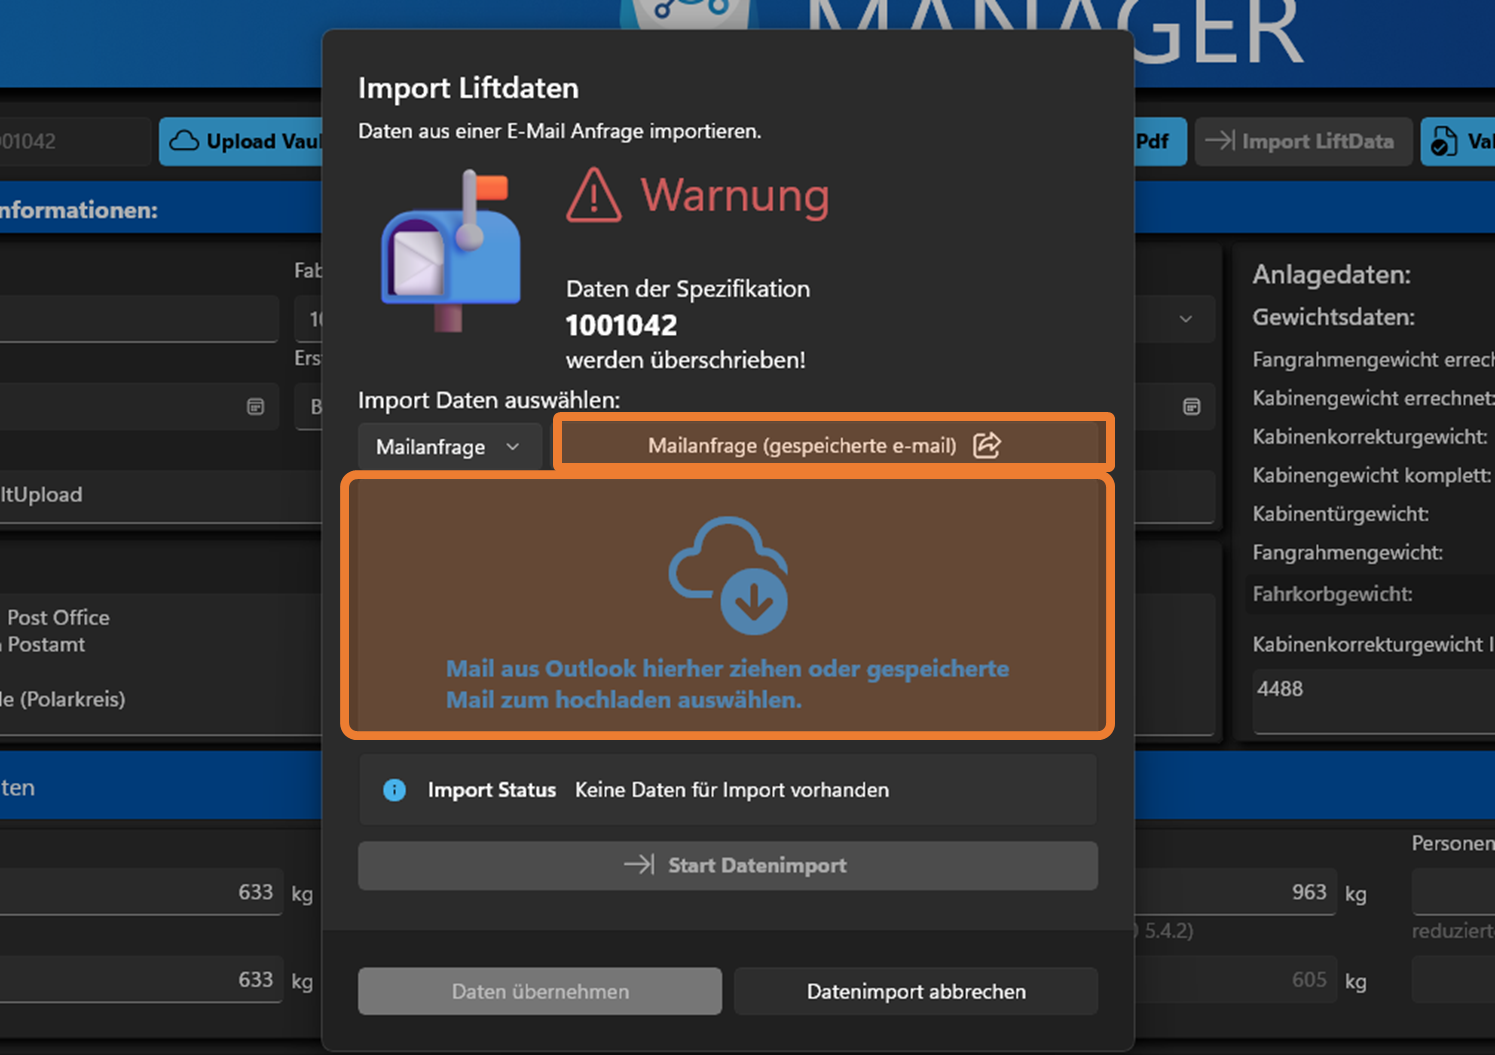 MANAGER
Import Liftdaten
Daten aus einer E-Mail Anfrage importieren.
Warnung
Daten der Spezifikation
1001042
werden überschrieben!
Import Daten auswählen:
Mailanfrage
Mailanfrage (gespeicherte e-mail)
Mail aus Outlook hierher ziehen oder gespeicherte
Mail zum hochladen auswählen.
Import Status Keine Daten für Import vorhanden
Start Datenimport
Daten übernehmen
Datenimport abbrechen
01042
Upload Vaul
Pdf
Import LiftData
Val
nformationen:
Fab
10
Ers
B
ltUpload
Post Office
Postamt
le (Polarkreis)
Anlagedaten:
Gewichtsdaten:
Fangrahmengewicht errech
Kabinengewicht errechnet:
Kabinenkorrekturgewicht:
Kabinengewicht komplett:
Kabinentürgewicht:
Fangrahmengewicht:
Fahrkorbgewicht:
Kabinenkorrekturgewicht
4488
ten
633 kg
633 kg
963 kg
5.4.2)
605 kg
Personen
reduziert